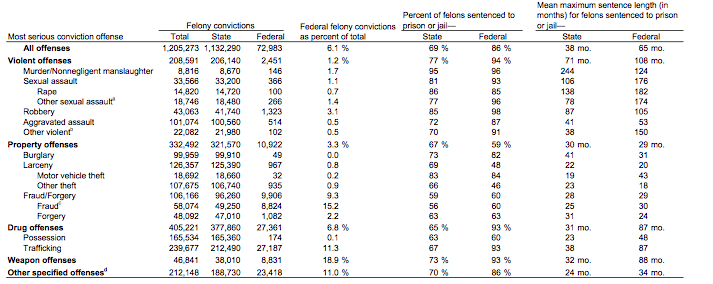 Mean maximum sentence length (in
Felony convictions Federal felony convictions Percent of felons sentenced to prison or jail— months) for felons sentenced to prison or jail—
Most serious conviction offense Total State Federal as percent of total State Federal State Federal
All offenses 1,205,273 1,132,290 72,983 6.1 % 69 % 86 % 38 mo. 65 mo.
Violent offenses 208,591 206,140 2,451 1.2 % 77 % 94 % 71 mo. 108 mo.
Murder/Nonnegligent manslaughter 8,816 8,670 146 1.7 95 96 244 124
Sexual assault 33,566 33,200 366 1.1 81 93 106 176
Rape 14,820 14,720 100 0.7 86 85 138 182
Other sexual assaultª 18,746 18,480 266 1.4 77 96 78 174
Robbery 43,063 41,740 1,323 3.1 85 98 87 105
Aggravated assault 101,074 100,560 514 0.5 72 87 41 53
Other violentᵇ 22,082 21,980 102 0.5 70 91 38 150
Property offenses 332,492 321,570 10,922 3.3 % 67 % 59 % 30 mo. 29 mo.
Burglary 99,959 99,910 49 0.0 73 82 41 31
Larceny 126,357 125,390 967 0.8 69 48 22 20
Motor vehicle theft 18,692 18,660 32 0.2 83 84 19 43
Other theft 107,675 106,740 935 0.9 66 46 23 18
Fraud/Forgery 106,166 96,260 9,906 9.3 59 60 28 29
Fraudᶜ 58,074 49,250 8,824 15.2 56 60 25 30
Forgery 48,092 47,010 1,082 2.2 63 63 31 24
Drug offenses 405,221 377,860 27,361 6.8 % 65 % 93 % 31 mo. 87 mo.
Possession 165,534 165,360 174 0.1 63 60 23 48
Trafficking 239,677 212,490 27,187 11.3 67 93 38 87
Weapon offenses 46,841 38,010 8,831 18.9 % 73 % 93 % 32 mo. 88 mo.
Other specified offensesᵈ 212,148 188,730 23,418 11.0 % 70 % 86 % 24 mo. 34 mo.